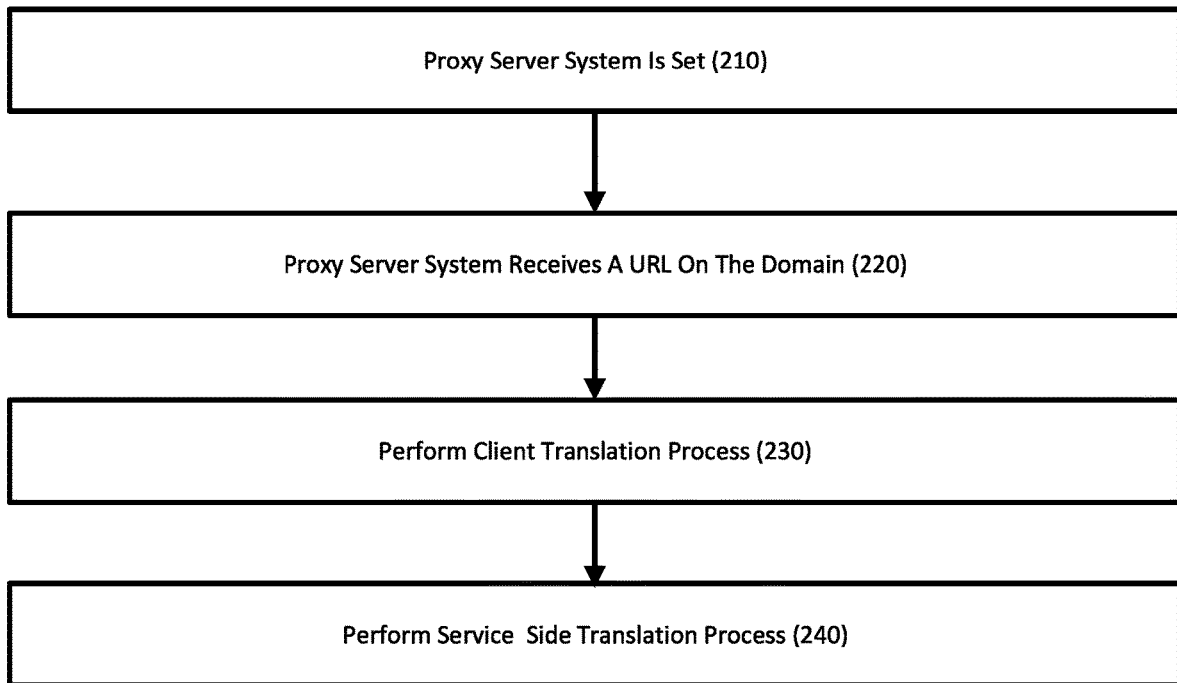 Proxy Server System Is Set (210)
Proxy Server System Receives A URL On The Domain (220)
Perform Client Translation Process (230)
Perform Service Side Translation Process (240)